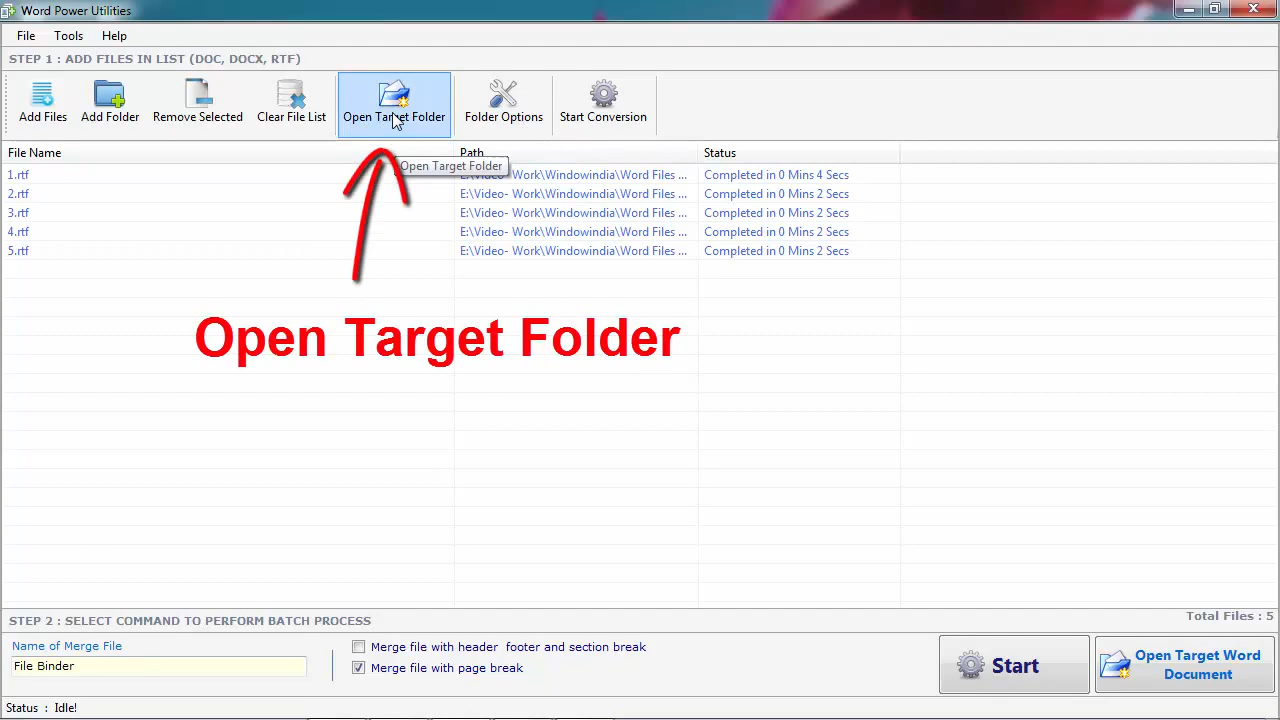 Word Power Utilities
File Tools Help
STEP 1 : ADD FILES IN LIST (DOC, DOCX, RTF)
Add Files Add Folder Remove Selected Clear File List Open Target Folder Folder Options Start Conversion
File Name Path Status
Open Target Folder
1.rtf E:\Video- Work\Windowindia\Word Files ... Completed in 0 Mins 4 Secs
2.rtf E:\Video- Work\Windowindia\Word Files ... Completed in 0 Mins 2 Secs
3.rtf E:\Video- Work\Windowindia\Word Files ... Completed in 0 Mins 2 Secs
4.rtf E:\Video- Work\Windowindia\Word Files ... Completed in 0 Mins 2 Secs
5.rtf E:\Video- Work\Windowindia\Word Files ... Completed in 0 Mins 2 Secs
Open Target Folder
STEP 2 : SELECT COMMAND TO PERFORM BATCH PROCESS Total Files : 5
Name of Merge File
File Binder
Merge file with header footer and section break
Merge file with page break
Start
Open Target Word
Document
Status : Idle!